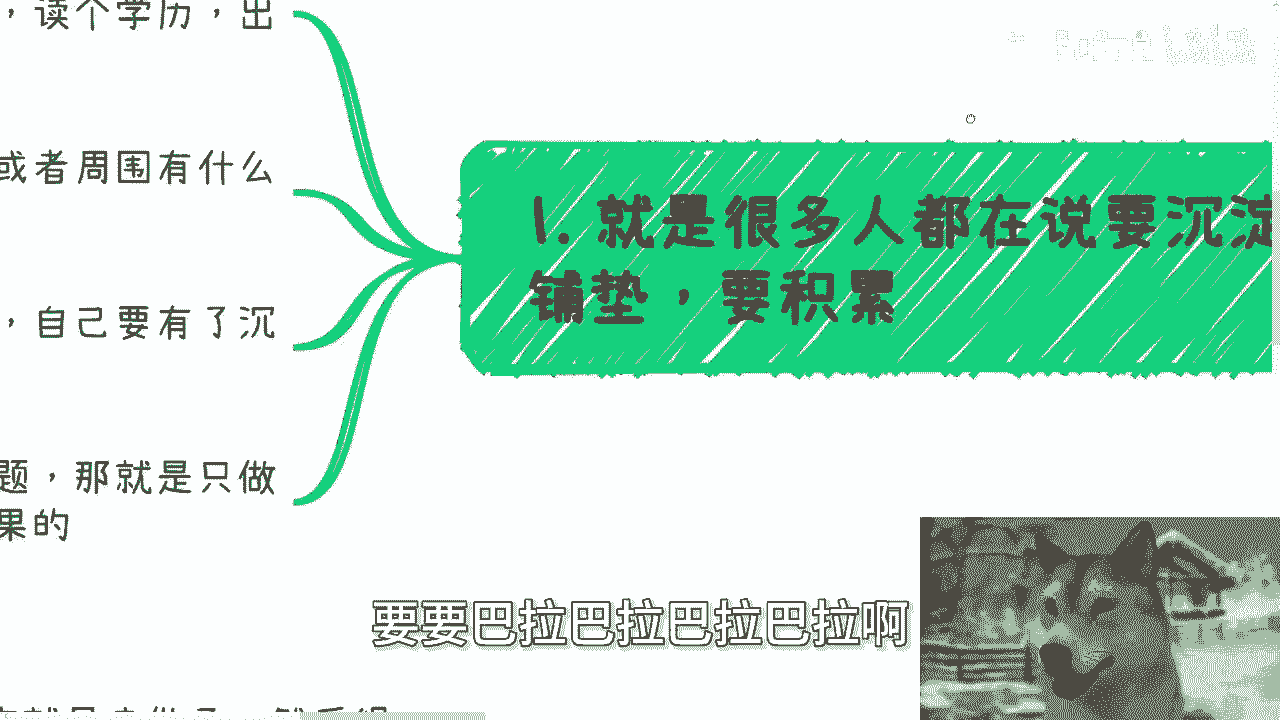 ，读个学历，出
或者周围有什么
，自己要有了沉
题，那就是只做
果的
1. 就是很多人都在说要沉淀
铺垫，要积累
要要巴拉巴拉巴拉巴拉啊